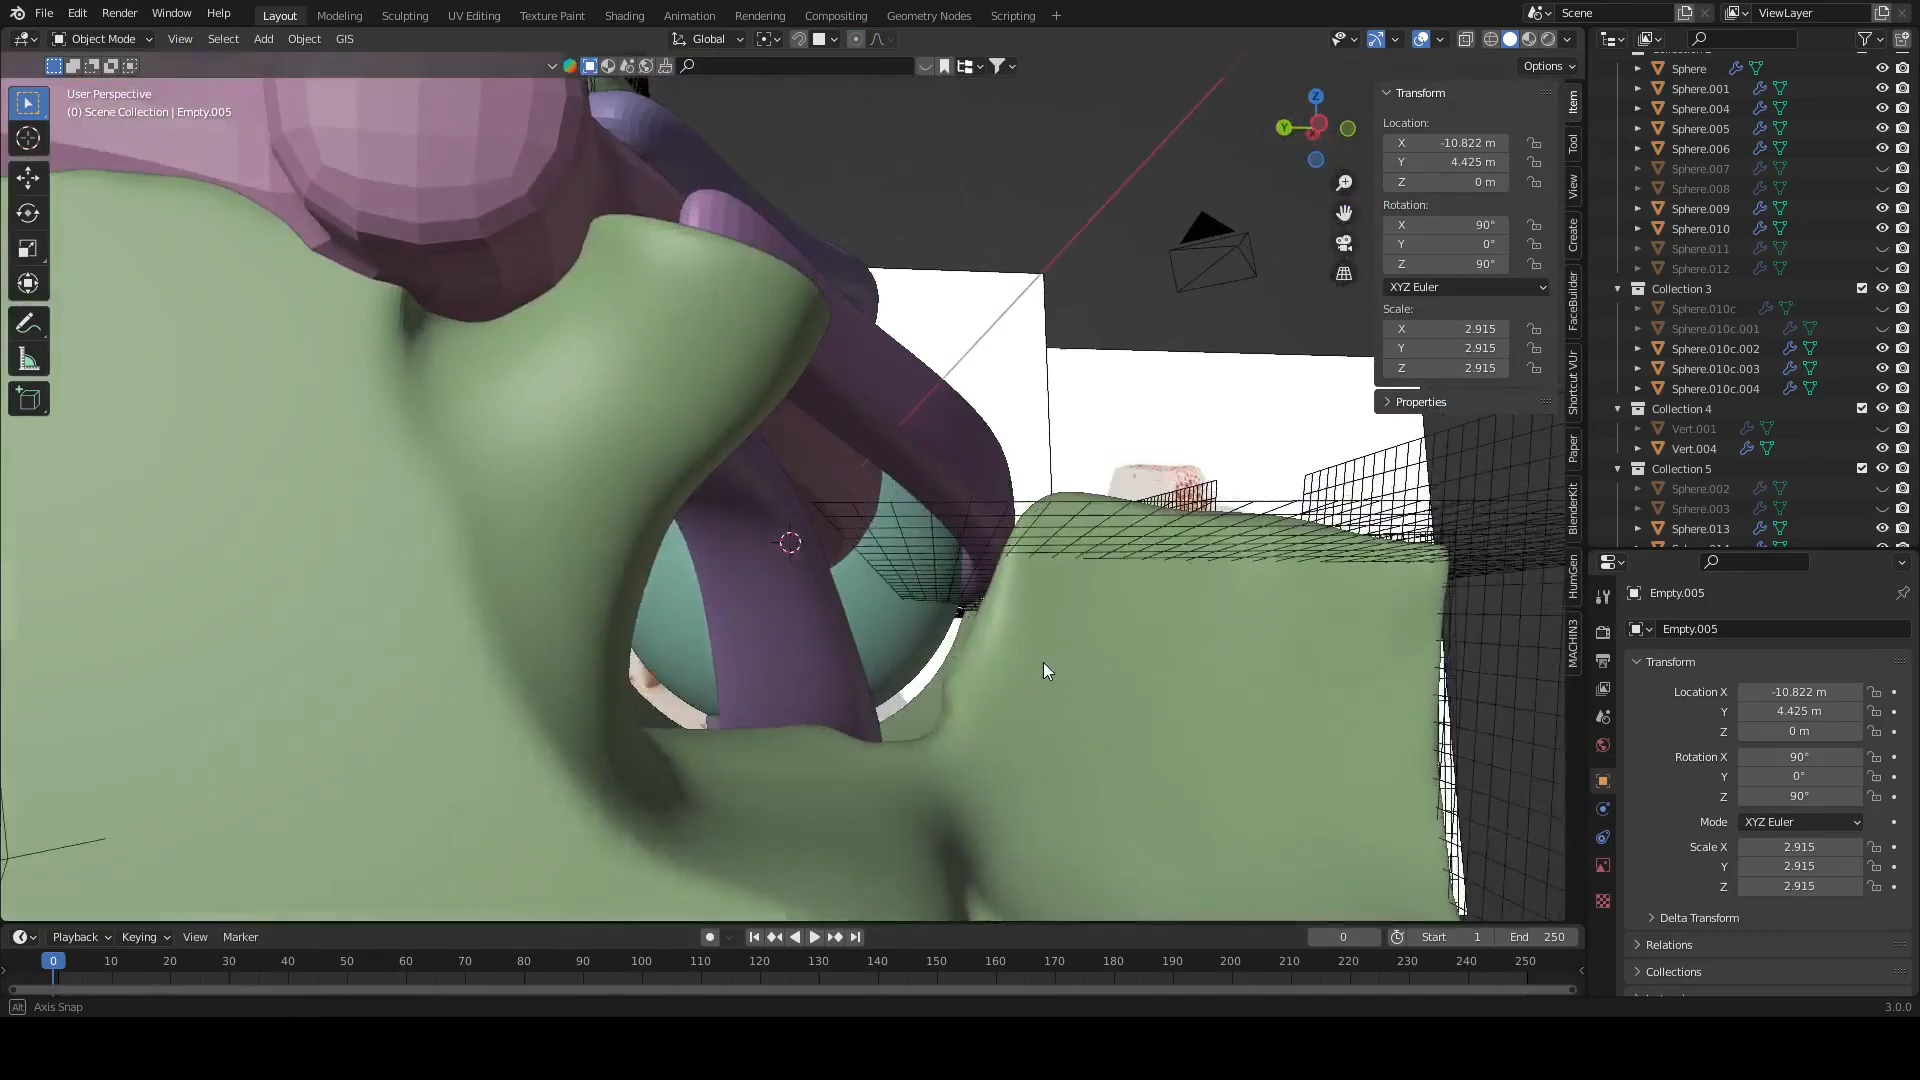 File Edit Render Window Help Layout Modeling Sculpting UV Editing Texture Paint Shading Animation Rendering Compositing Geometry Nodes Scripting + Scene ViewLayer
Object Mode View Select Add Object GIS Global
Options
User Perspective
(0) Scene Collection | Empty.005
Z
Y
Transform
Location:
X -10.822 m
Y 4.425 m
Z 0 m
Rotation:
X 90°
Y 0°
Z 90°
XYZ Euler
Scale:
X 2.915
Y 2.915
Z 2.915
Properties
Item
Tool
View
Create
FaceBuilder
Shortcut VUr
Paper
BlenderKit
HumGen
MACHIN3
Sphere
Sphere.001
Sphere.004
Sphere.005
Sphere.006
Sphere.007
Sphere.008
Sphere.009
Sphere.010
Sphere.011
Sphere.012
Collection 3
Sphere.010c
Sphere.010c.001
Sphere.010c.002
Sphere.010c.003
Sphere.010c.004
Collection 4
Vert.001
Vert.004
Collection 5
Sphere.002
Sphere.003
Sphere.013
Empty.005
Empty.005
Transform
Location X -10.822 m
Y 4.425 m
Z 0 m
Rotation X 90°
Y 0°
Z 90°
Mode XYZ Euler
Scale X 2.915
Y 2.915
Z 2.915
Delta Transform
Relations
Collections
Playback Keying View Marker 0 Start 1 End 250
0 10 20 30 40 50 60 70 80 90 100 110 120 130 140 150 160 170 180 190 200 210 220 230 240 250
Alt Axis Snap 3.0.0